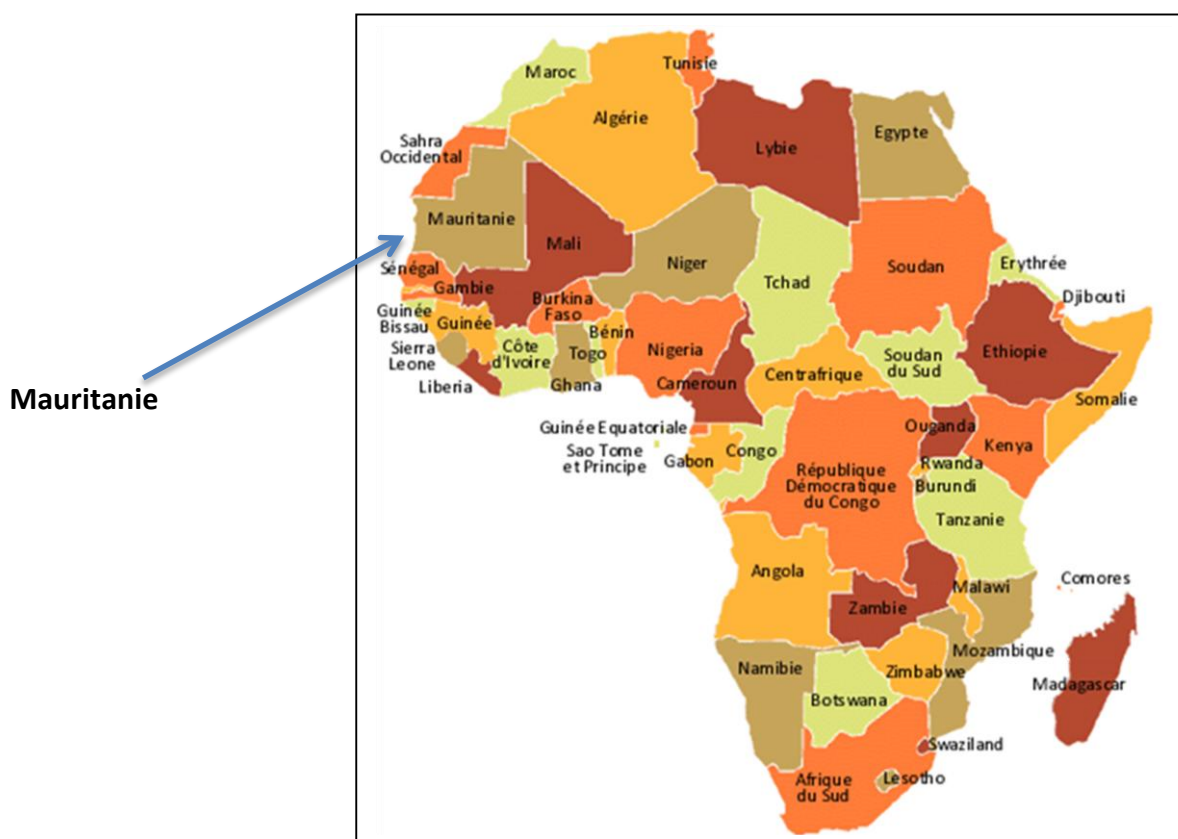 Maroc
Tunisie
Algérie
Lybie
Egypte
Sahra
Occidental
Mauritanie
Mali
Niger
Tchad
Soudan
Erythrée
Djibouti
Sénégal
Gambie
Burkina
Faso
Guinée
Bissau
Guinée
Sierra
Leone
Liberia
Côte
d'Ivoire
Ghana
Togo
Bénin
Nigeria
Cameroun
Centrafrique
Soudan
du Sud
Ethiopie
Somalie
Mauritanie
Guinée Equatoriale
Sao Tome
et Principe
Gabon
Congo
République
Démocratique
du Congo
Ouganda
Kenya
Rwanda
Burundi
Tanzanie
Angola
Zambie
Malawi
Comores
Mozambique
Madagascar
Namibie
Zimbabwe
Botswana
Swaziland
Lesotho
Afrique
du Sud